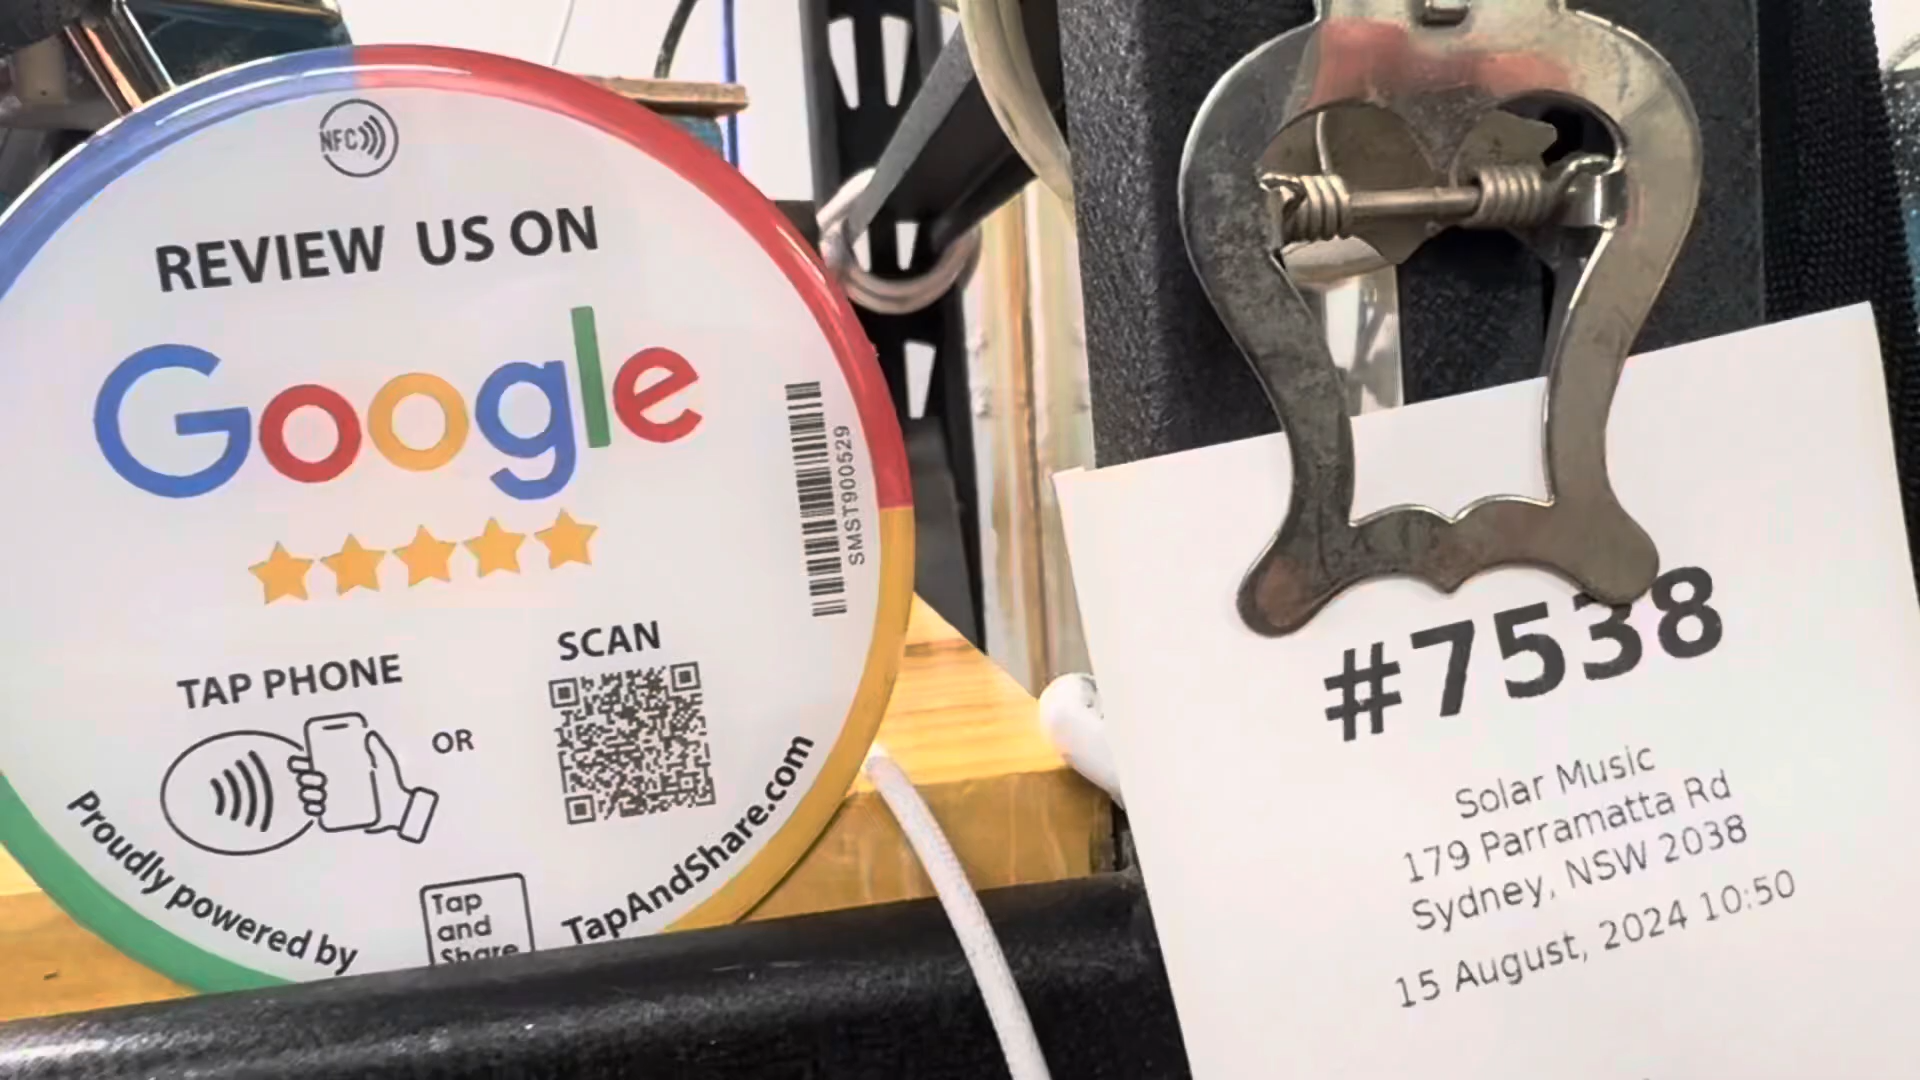 NFC
REVIEW US ON
Google
SMST900529
SCAN
TAP PHONE
OR
Proudly powered by
Tap
and
Share
TapAndShare.com
#7538
Solar Music
179 Parramatta Rd
Sydney, NSW 2038
15 August, 2024 10:50